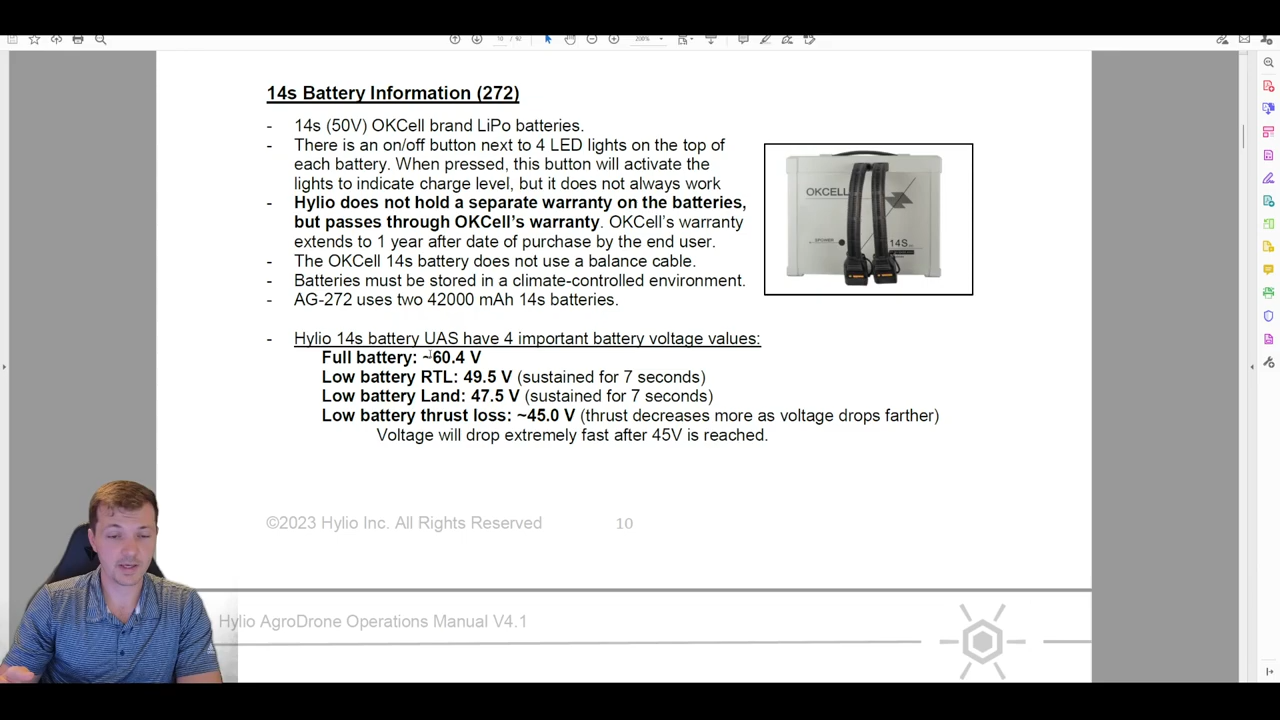 200%
14s Battery Information (272)
- 14s (50V) OKCell brand LiPo batteries.
- There is an on/off button next to 4 LED lights on the top of
each battery. When pressed, this button will activate the
lights to indicate charge level, but it does not always work
- Hylio does not hold a separate warranty on the batteries,
but passes through OKCell’s warranty. OKCell’s warranty
extends to 1 year after date of purchase by the end user.
- The OKCell 14s battery does not use a balance cable.
- Batteries must be stored in a climate-controlled environment.
- AG-272 uses two 42000 mAh 14s batteries.
OKCELL
14S
- Hylio 14s battery UAS have 4 important battery voltage values:
Full battery: ~60.4 V
Low battery RTL: 49.5 V (sustained for 7 seconds)
Low battery Land: 47.5 V (sustained for 7 seconds)
Low battery thrust loss: ~45.0 V (thrust decreases more as voltage drops farther)
Voltage will drop extremely fast after 45V is reached.
©2023 Hylio Inc. All Rights Reserved 10
Hylio AgroDrone Operations Manual V4.1